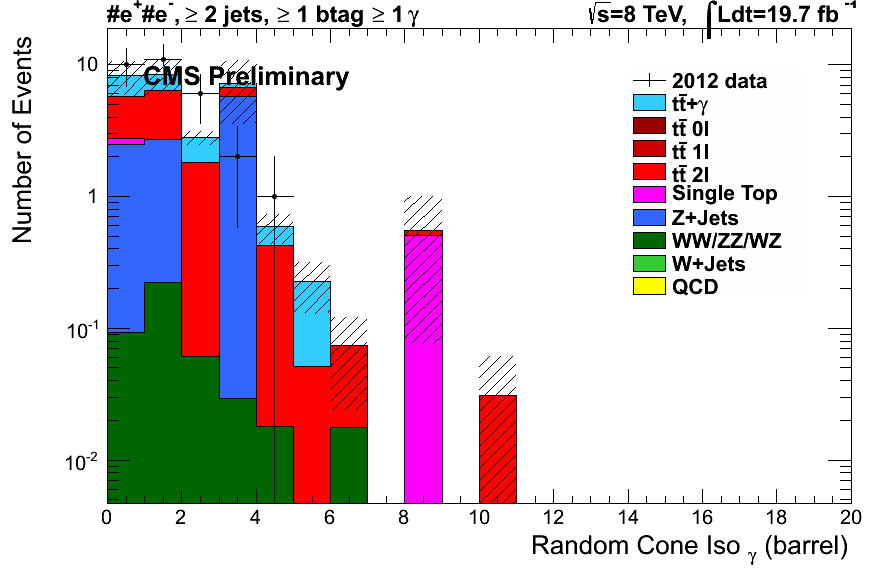 #e⁺#e⁻, ≥ 2 jets, ≥ 1 btag ≥ 1 γ
√s=8 TeV, ∫Ldt=19.7 fb⁻¹
CMS Preliminary
Number of Events
10
1
10⁻¹
10⁻²
2012 data
tt̄+γ
tt̄ 0l
tt̄ 1l
tt̄ 2l
Single Top
Z+Jets
WW/ZZ/WZ
W+Jets
QCD
0 2 4 6 8 10 12 14 16 18 20
Random Cone Iso γ (barrel)